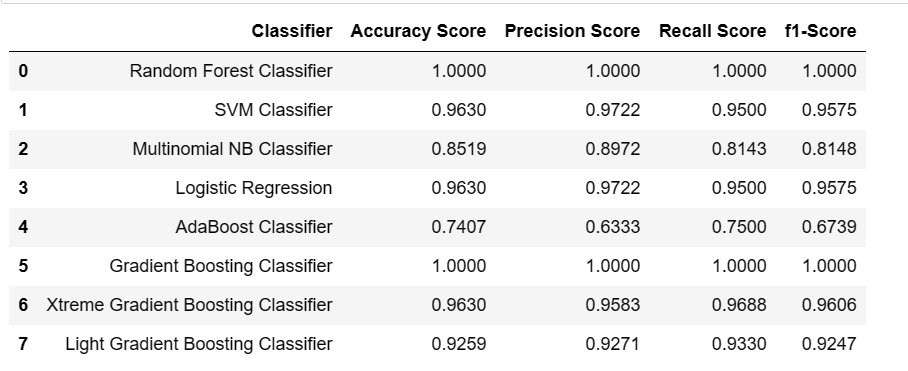 Classifier Accuracy Score Precision Score Recall Score f1-Score
0 Random Forest Classifier 1.0000 1.0000 1.0000 1.0000
1 SVM Classifier 0.9630 0.9722 0.9500 0.9575
2 Multinomial NB Classifier 0.8519 0.8972 0.8143 0.8148
3 Logistic Regression 0.9630 0.9722 0.9500 0.9575
4 AdaBoost Classifier 0.7407 0.6333 0.7500 0.6739
5 Gradient Boosting Classifier 1.0000 1.0000 1.0000 1.0000
6 Xtreme Gradient Boosting Classifier 0.9630 0.9583 0.9688 0.9606
7 Light Gradient Boosting Classifier 0.9259 0.9271 0.9330 0.9247